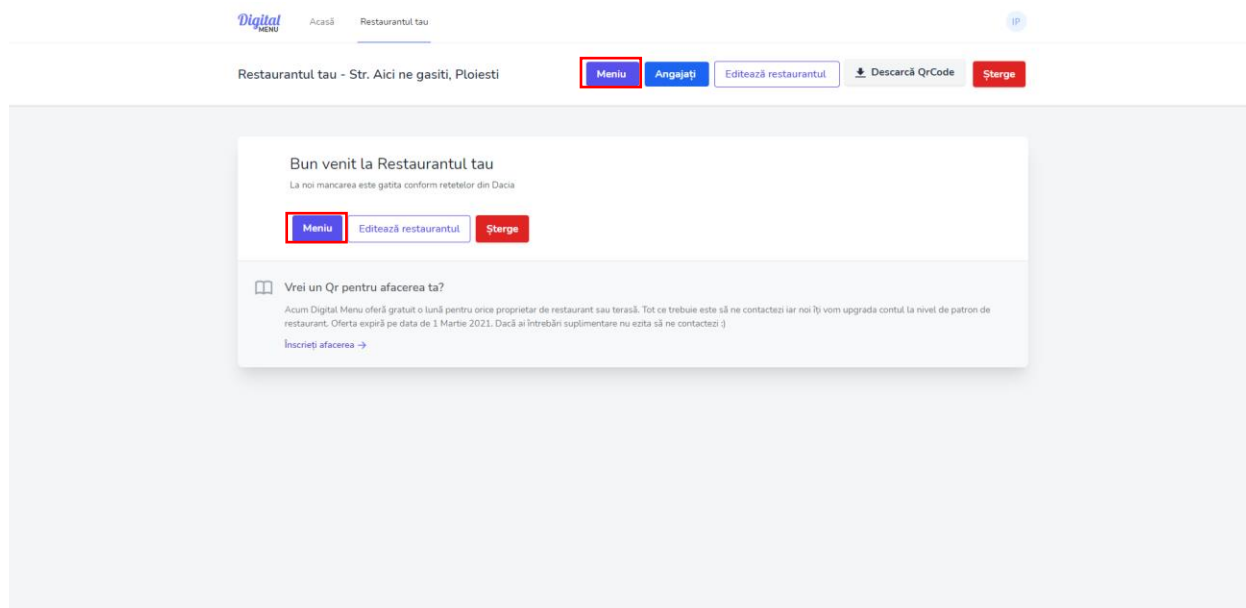 Digital MENU Acasă Restaurantul tau IP
Restaurantul tau - Str. Aici ne gasiti, Ploiesti Meniu Angajați Editează restaurantul Descarcă QrCode Șterge
Bun venit la Restaurantul tau
La noi mancarea este gatita conform retetelor din Dacia
Meniu Editează restaurantul Șterge
Vrei un Qr pentru afacerea ta?
Acum Digital Menu oferă gratuit o lună pentru orice proprietar de restaurant sau terasă. Tot ce trebuie este să ne contactezi iar noi îți vom upgrada contul la nivel de patron de
restaurant. Oferta expiră pe data de 1 Martie 2021. Dacă ai întrebări suplimentare nu ezita să ne contactezi :)
Înscrieți afacerea →